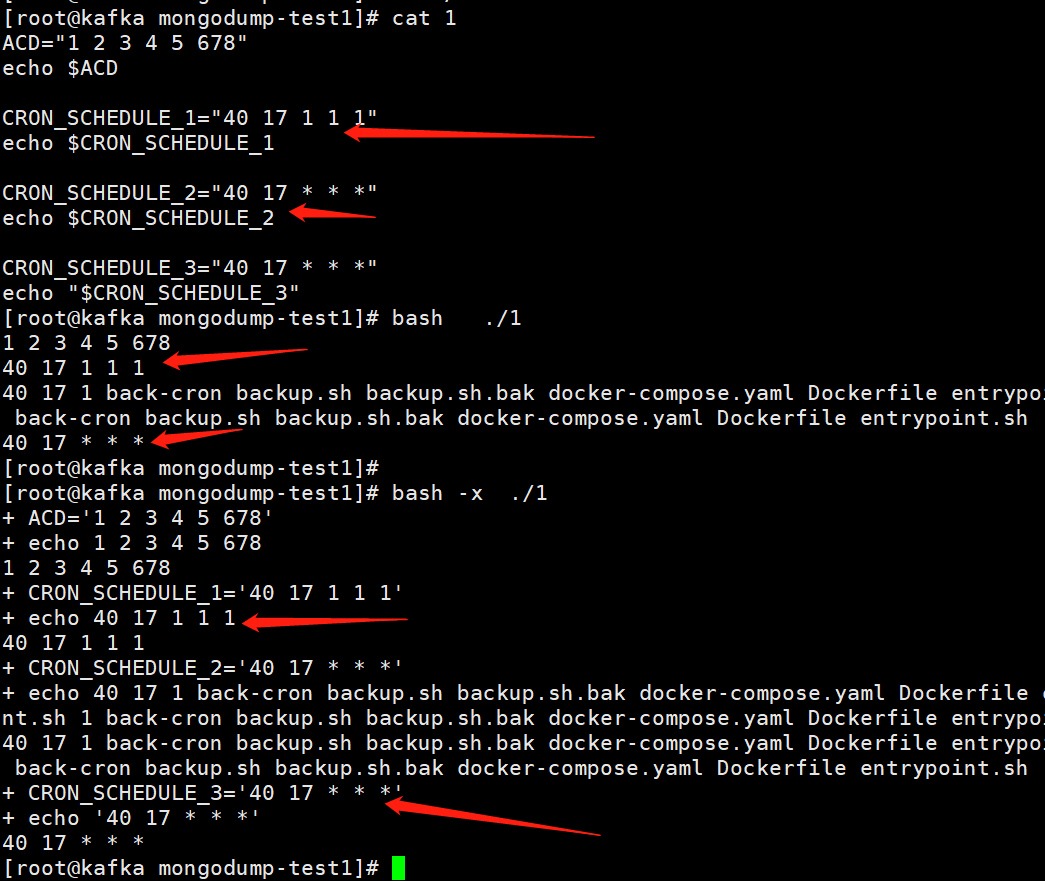 [root@kafka mongodump-test1]# cat 1
ACD="1 2 3 4 5 678"
echo $ACD
CRON_SCHEDULE_1="40 17 1 1 1"
echo $CRON_SCHEDULE_1
CRON_SCHEDULE_2="40 17 * * *"
echo $CRON_SCHEDULE_2
CRON_SCHEDULE_3="40 17 * * *"
echo "$CRON_SCHEDULE_3"
[root@kafka mongodump-test1]# bash   ./1
1 2 3 4 5 678
40 17 1 1 1
40 17 1 back-cron backup.sh backup.sh.bak docker-compose.yaml Dockerfile entrypoi
 back-cron backup.sh backup.sh.bak docker-compose.yaml Dockerfile entrypoint.sh
40 17 * * *
[root@kafka mongodump-test1]#
[root@kafka mongodump-test1]# bash -x  ./1
+ ACD='1 2 3 4 5 678'
+ echo 1 2 3 4 5 678
1 2 3 4 5 678
+ CRON_SCHEDULE_1='40 17 1 1 1'
+ echo 40 17 1 1 1
40 17 1 1 1
+ CRON_SCHEDULE_2='40 17 * * *'
+ echo 40 17 1 back-cron backup.sh backup.sh.bak docker-compose.yaml Dockerfile
nt.sh 1 back-cron backup.sh backup.sh.bak docker-compose.yaml Dockerfile entrypoi
40 17 1 back-cron backup.sh backup.sh.bak docker-compose.yaml Dockerfile entrypoi
 back-cron backup.sh backup.sh.bak docker-compose.yaml Dockerfile entrypoint.sh
+ CRON_SCHEDULE_3='40 17 * * *'
+ echo '40 17 * * *'
40 17 * * *
[root@kafka mongodump-test1]#